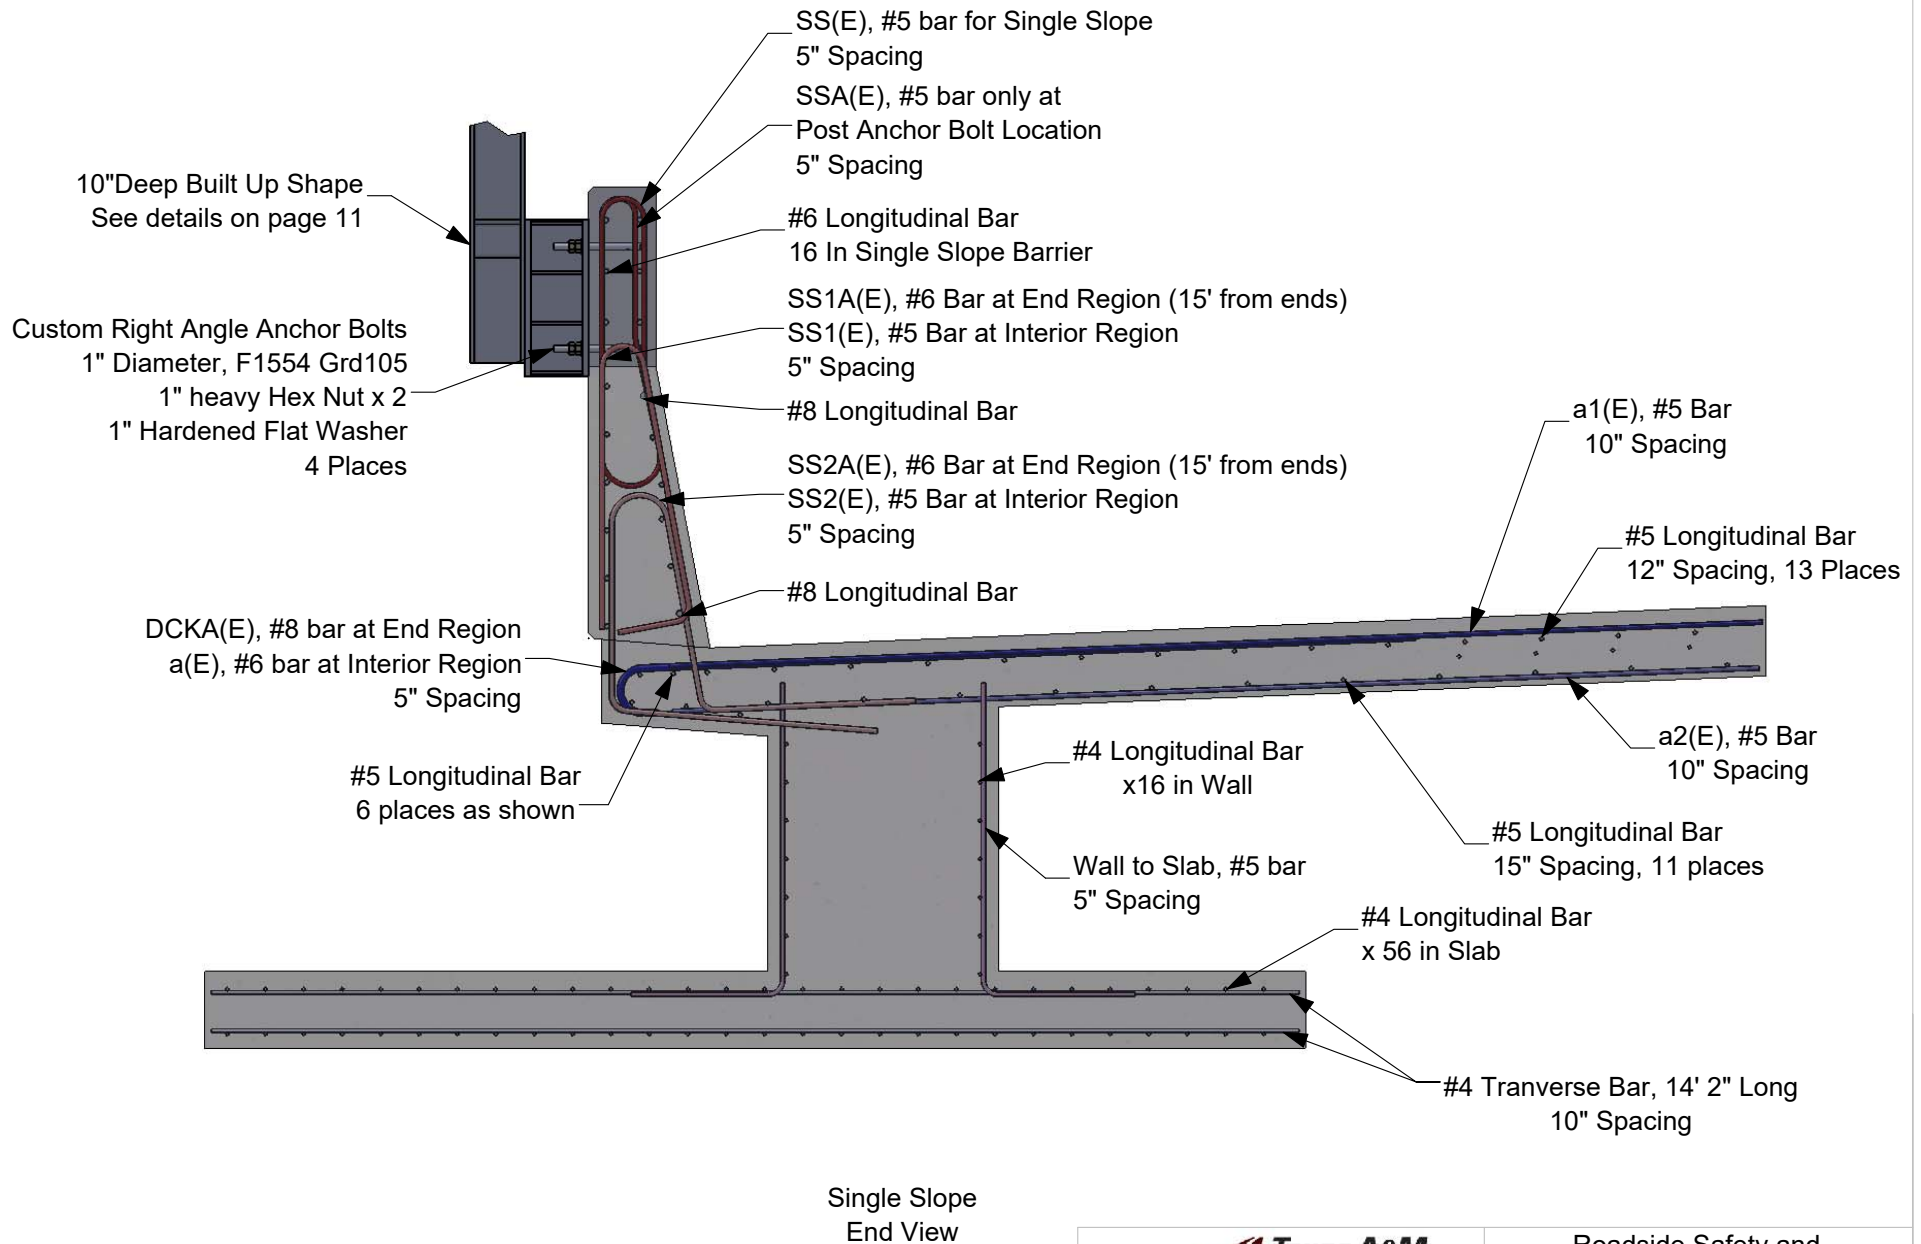 SS(E), #5 bar for Single Slope
5" Spacing
SSA(E), #5 bar only at
Post Anchor Bolt Location
5" Spacing
10"Deep Built Up Shape
See details on page 11
#6 Longitudinal Bar
16 In Single Slope Barrier
SS1A(E), #6 Bar at End Region (15' from ends)
SS1(E), #5 Bar at Interior Region
5" Spacing
Custom Right Angle Anchor Bolts
1" Diameter, F1554 Grd105
1" heavy Hex Nut x 2
1" Hardened Flat Washer
4 Places
#8 Longitudinal Bar
a1(E), #5 Bar
10" Spacing
SS2A(E), #6 Bar at End Region (15' from ends)
SS2(E), #5 Bar at Interior Region
5" Spacing
#5 Longitudinal Bar
12" Spacing, 13 Places
#8 Longitudinal Bar
DCKA(E), #8 bar at End Region
a(E), #6 bar at Interior Region
5" Spacing
#5 Longitudinal Bar
6 places as shown
#4 Longitudinal Bar
x16 in Wall
a2(E), #5 Bar
10" Spacing
#5 Longitudinal Bar
15" Spacing, 11 places
Wall to Slab, #5 bar
5" Spacing
#4 Longitudinal Bar
x 56 in Slab
#4 Tranverse Bar, 14' 2" Long
10" Spacing
Single Slope
End View
Texas A&M
Roadside Safety and